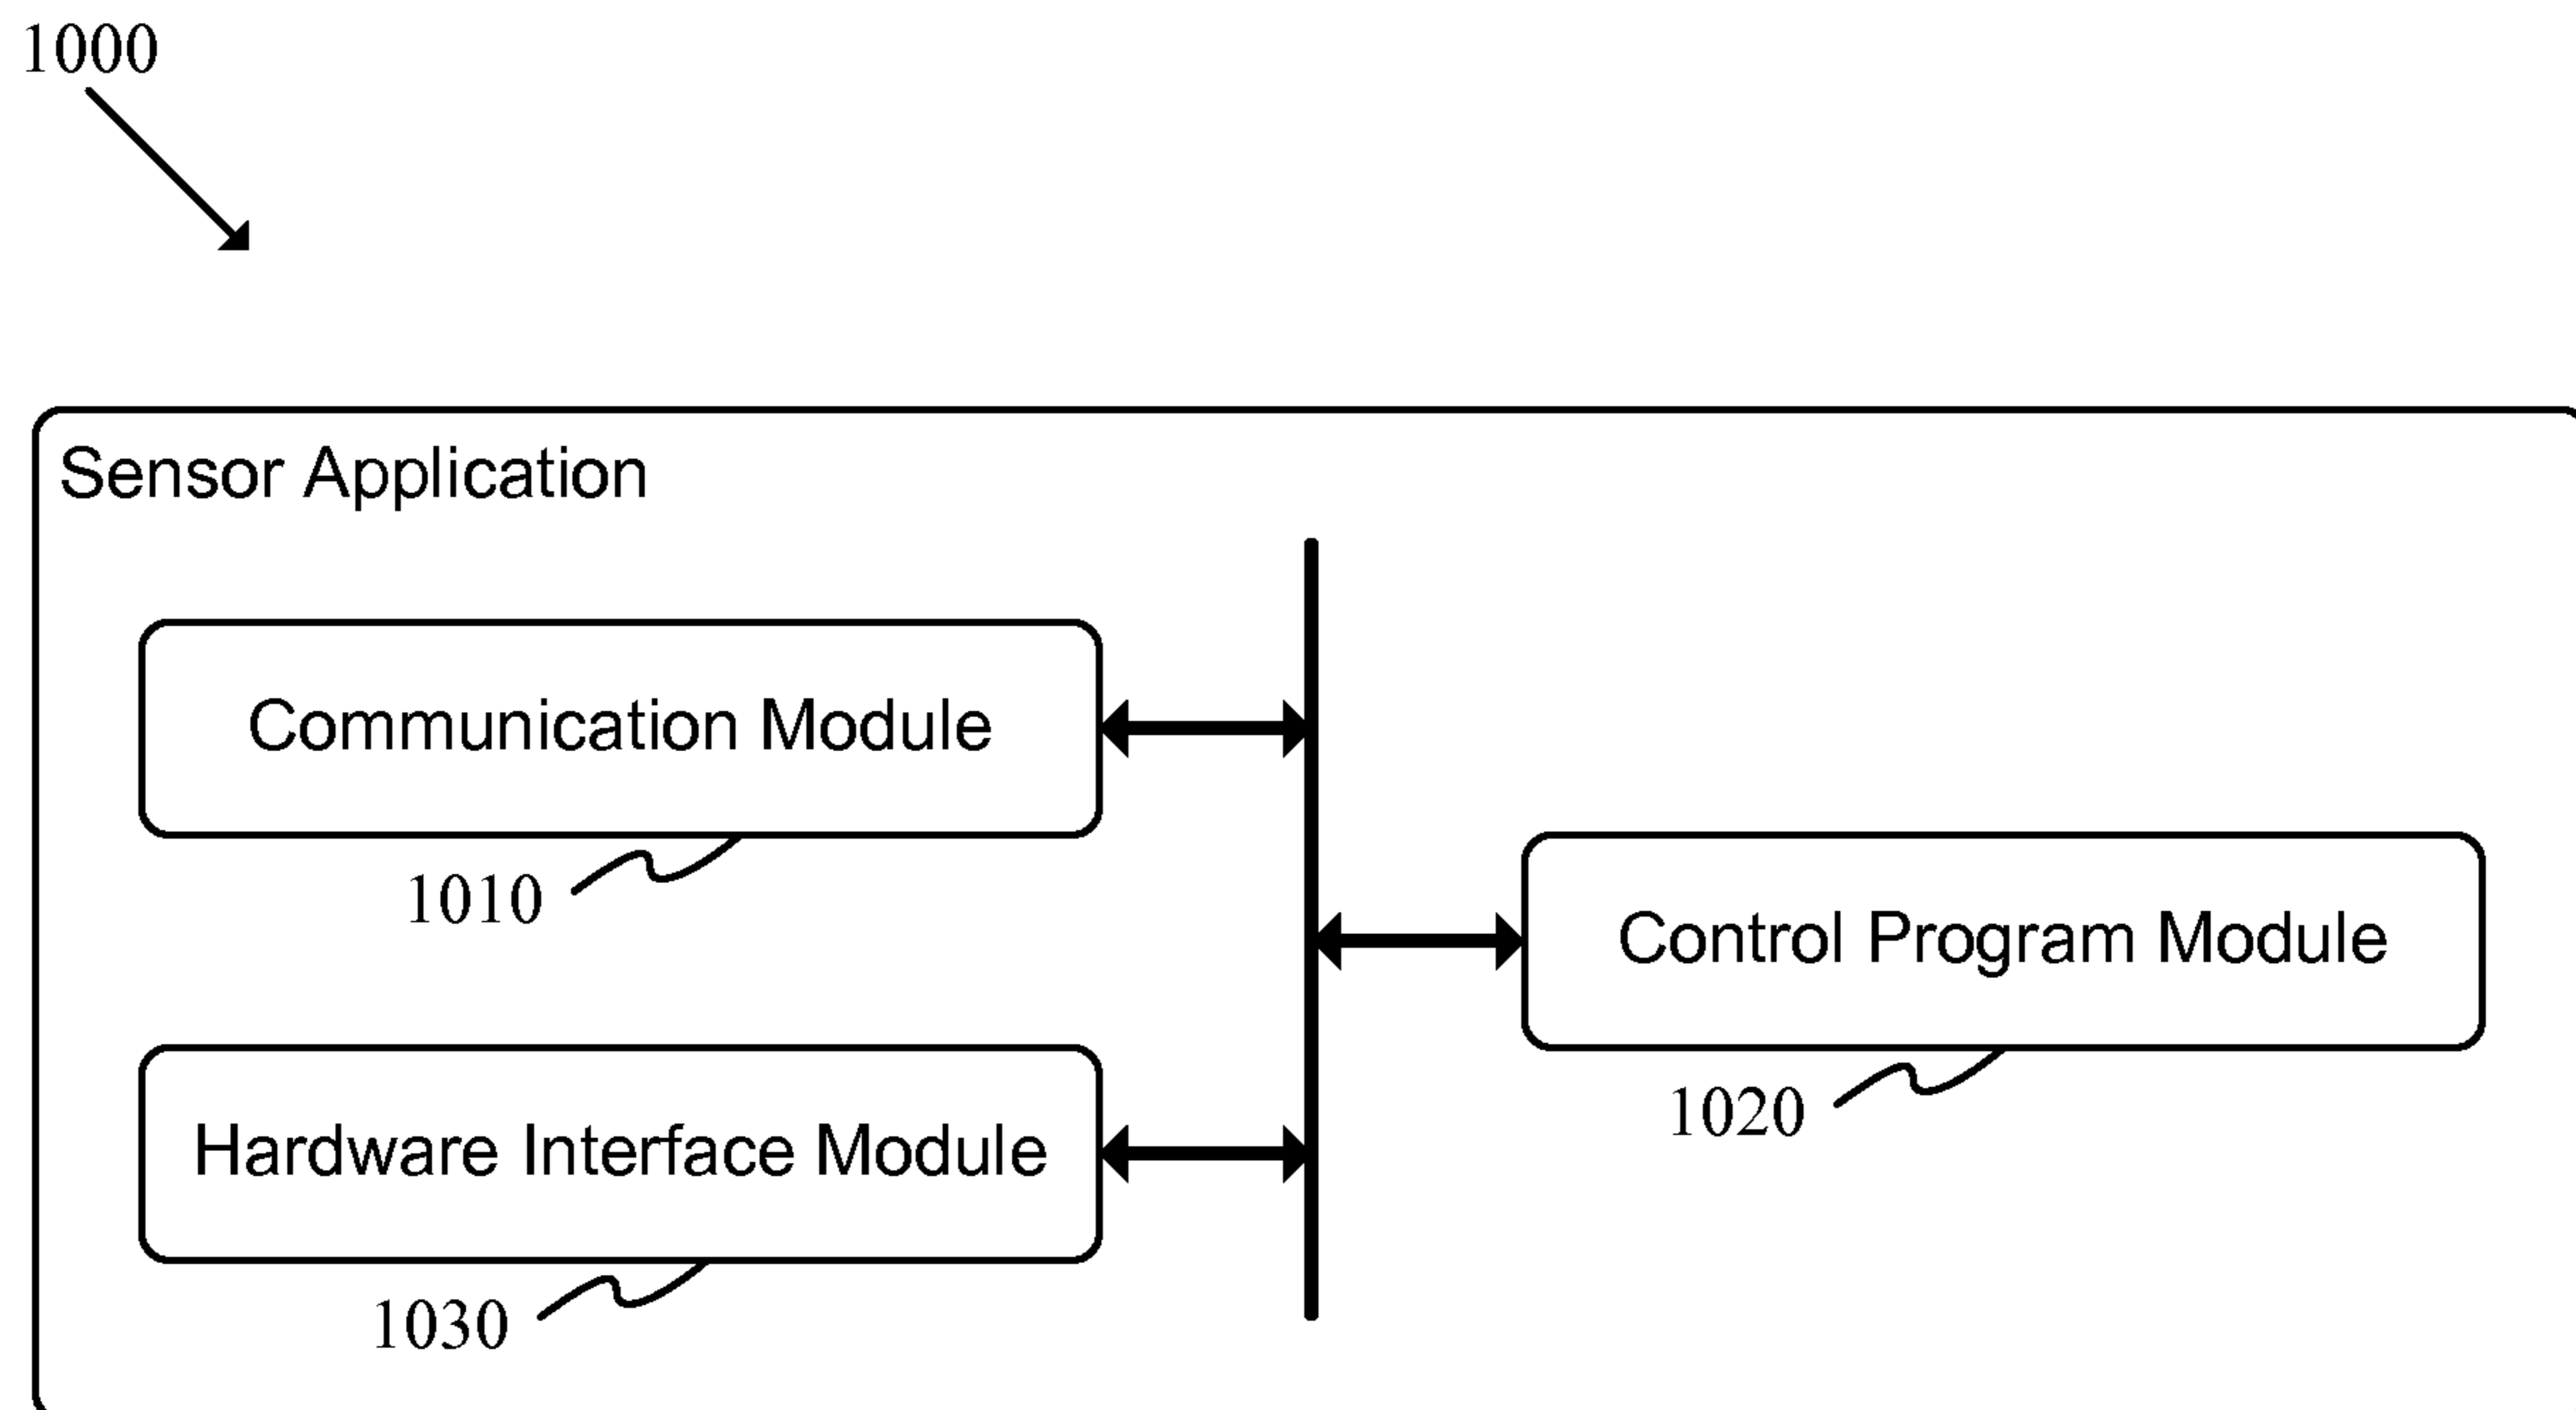 1000
Sensor Application
Communication Module
1010
Control Program Module
1020
Hardware Interface Module
1030